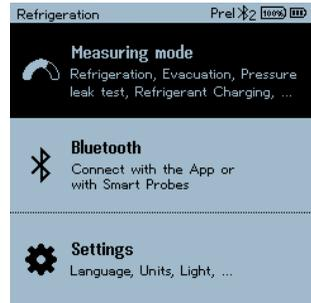 Refrigeration Prel 2 100%
Measuring mode
Refrigeration, Evacuation, Pressure
leak test, Refrigerant Charging, ...
Bluetooth
Connect with the App or
with Smart Probes
Settings
Language, Units, Light, ...